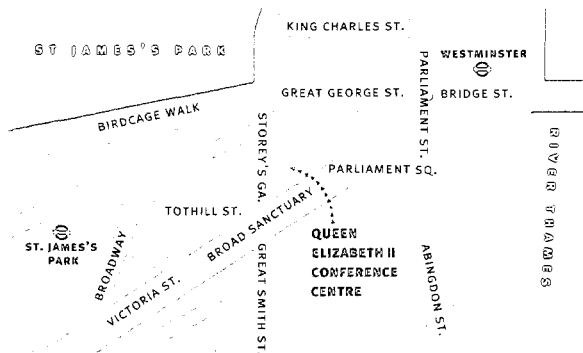 KING CHARLES ST.
ST JAMES'S PARK
WESTMINSTER
PARLIAMENT ST.
GREAT GEORGE ST.
BRIDGE ST.
BIRDCAGE WALK
STOREY'S GA.
RIVER THAMES
PARLIAMENT SQ.
TOTHILL ST.
BROAD SANCTUARY
ST. JAMES'S
PARK
BROADWAY
VICTORIA ST.
GREAT SMITH ST.
QUEEN
ELIZABETH II
CONFERENCE
CENTRE
ABINGDON ST.